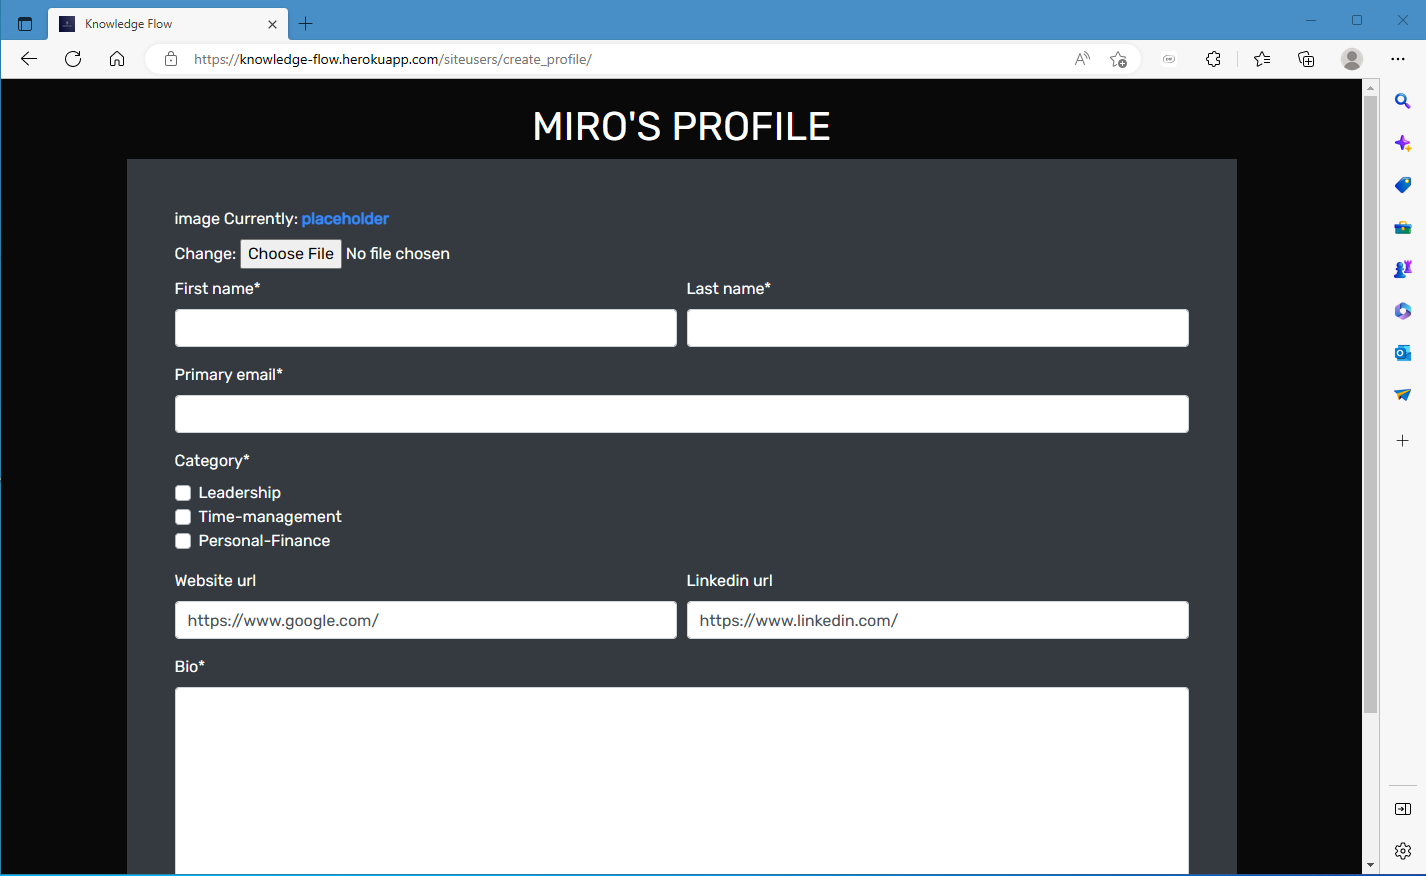 Knowledge Flow
https://knowledge-flow.herokuapp.com/siteusers/create_profile/
MIRO'S PROFILE
image Currently: placeholder
Change: Choose File No file chosen
First name* Last name*
Primary email*
Category*
Leadership
Time-management
Personal-Finance
Website url Linkedin url
https://www.google.com/ https://www.linkedin.com/
Bio*